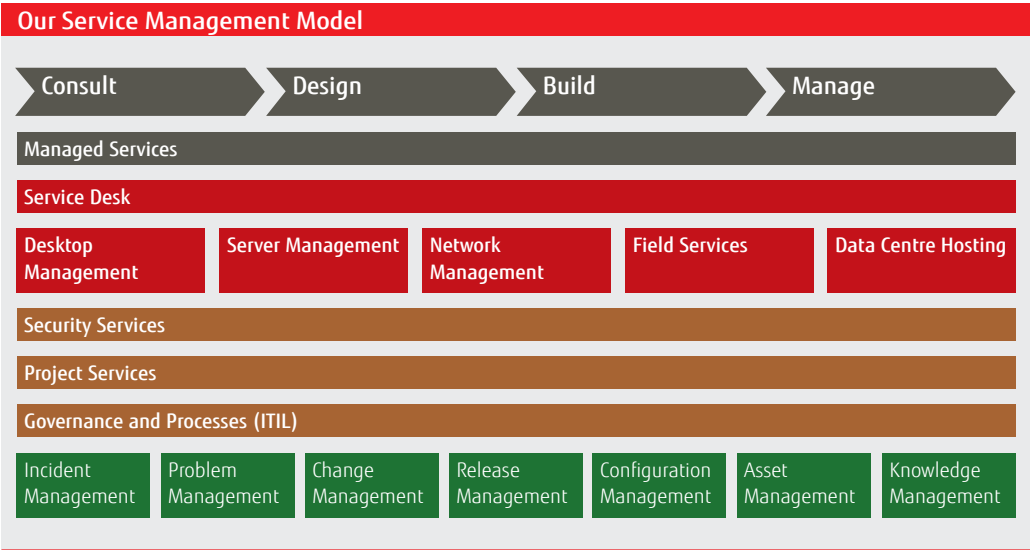 Our Service Management Model
Consult
Design
Build
Manage
Managed Services
Service Desk
Desktop
Management
Server Management
Network
Management
Field Services
Data Centre Hosting
Security Services
Project Services
Governance and Processes (ITIL)
Incident
Management
Problem
Management
Change
Management
Release
Management
Configuration
Management
Asset
Management
Knowledge
Management